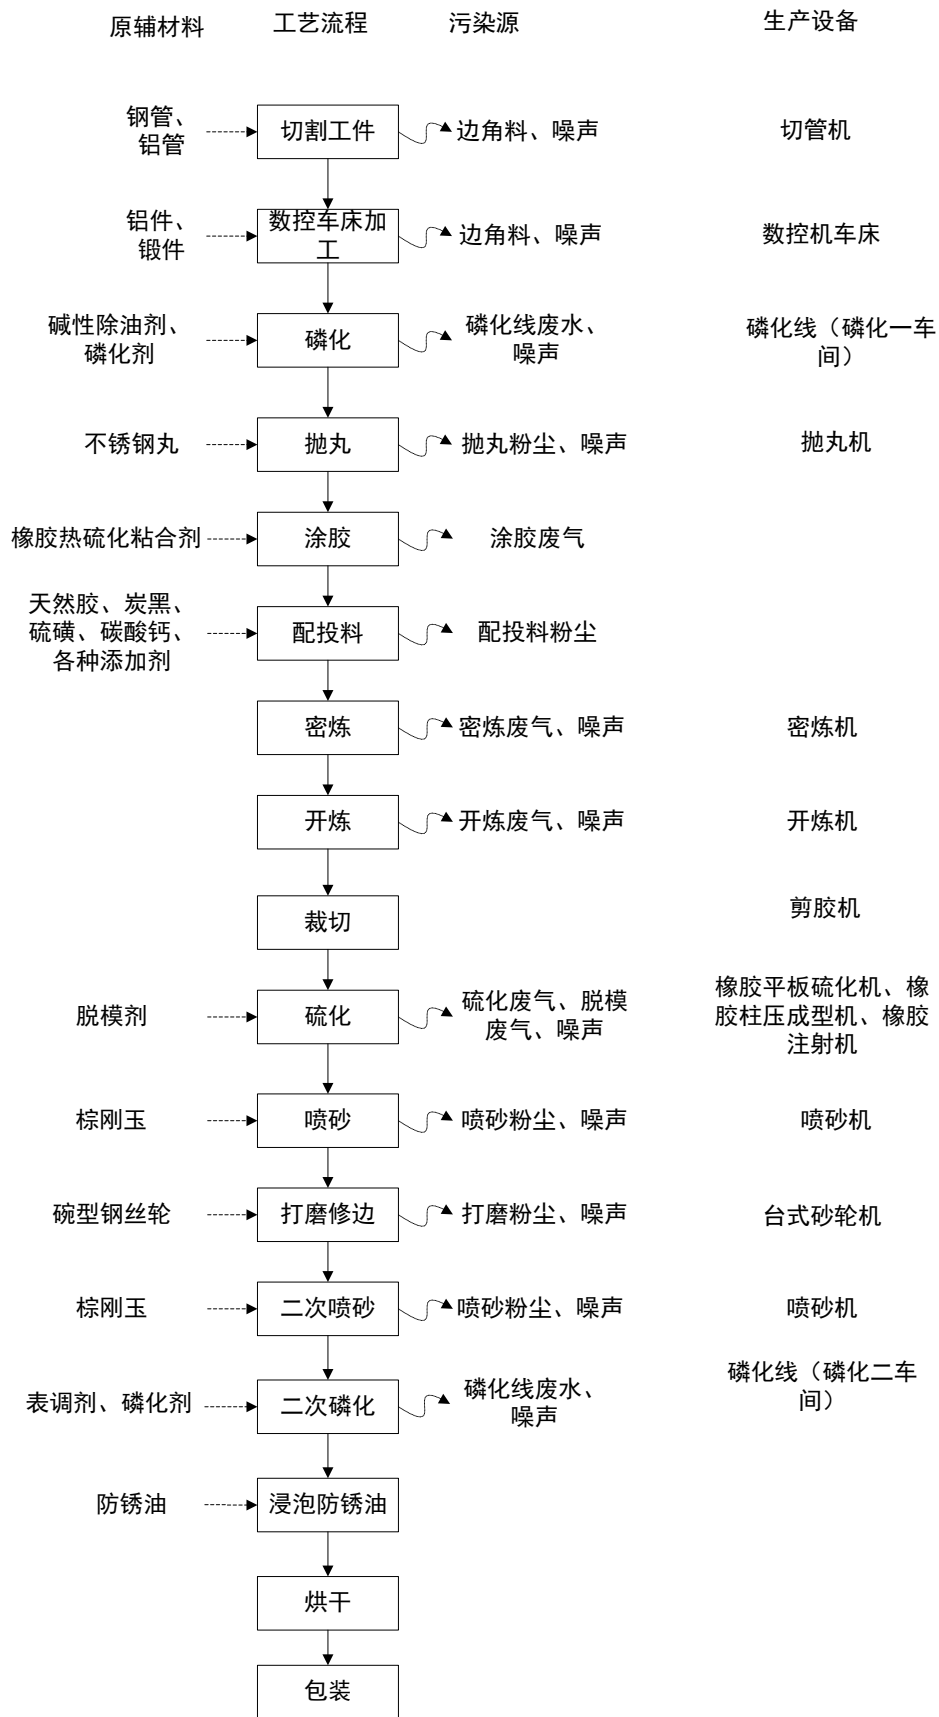 原辅材料 工艺流程 污染源 生产设备
钢管、
铝管
切割工件
边角料、噪声
切管机
铝件、
锻件
数控车床加
工
边角料、噪声
数控机车床
碱性除油剂、
磷化剂
磷化
磷化线废水、
噪声
磷化线（磷化一车
间）
不锈钢丸
抛丸
抛丸粉尘、噪声
抛丸机
橡胶热硫化粘合剂
涂胶
涂胶废气
天然胶、炭黑、
硫磺、碳酸钙、
各种添加剂
配投料
配投料粉尘
密炼
密炼废气、噪声
密炼机
开炼
开炼废气、噪声
开炼机
裁切
剪胶机
脱模剂
硫化
硫化废气、脱模
废气、噪声
橡胶平板硫化机、橡
胶柱压成型机、橡胶
注射机
棕刚玉
喷砂
喷砂粉尘、噪声
喷砂机
碗型钢丝轮
打磨修边
打磨粉尘、噪声
台式砂轮机
棕刚玉
二次喷砂
喷砂粉尘、噪声
喷砂机
表调剂、磷化剂
二次磷化
磷化线废水、
噪声
磷化线（磷化二车
间）
防锈油
浸泡防锈油
烘干
包装